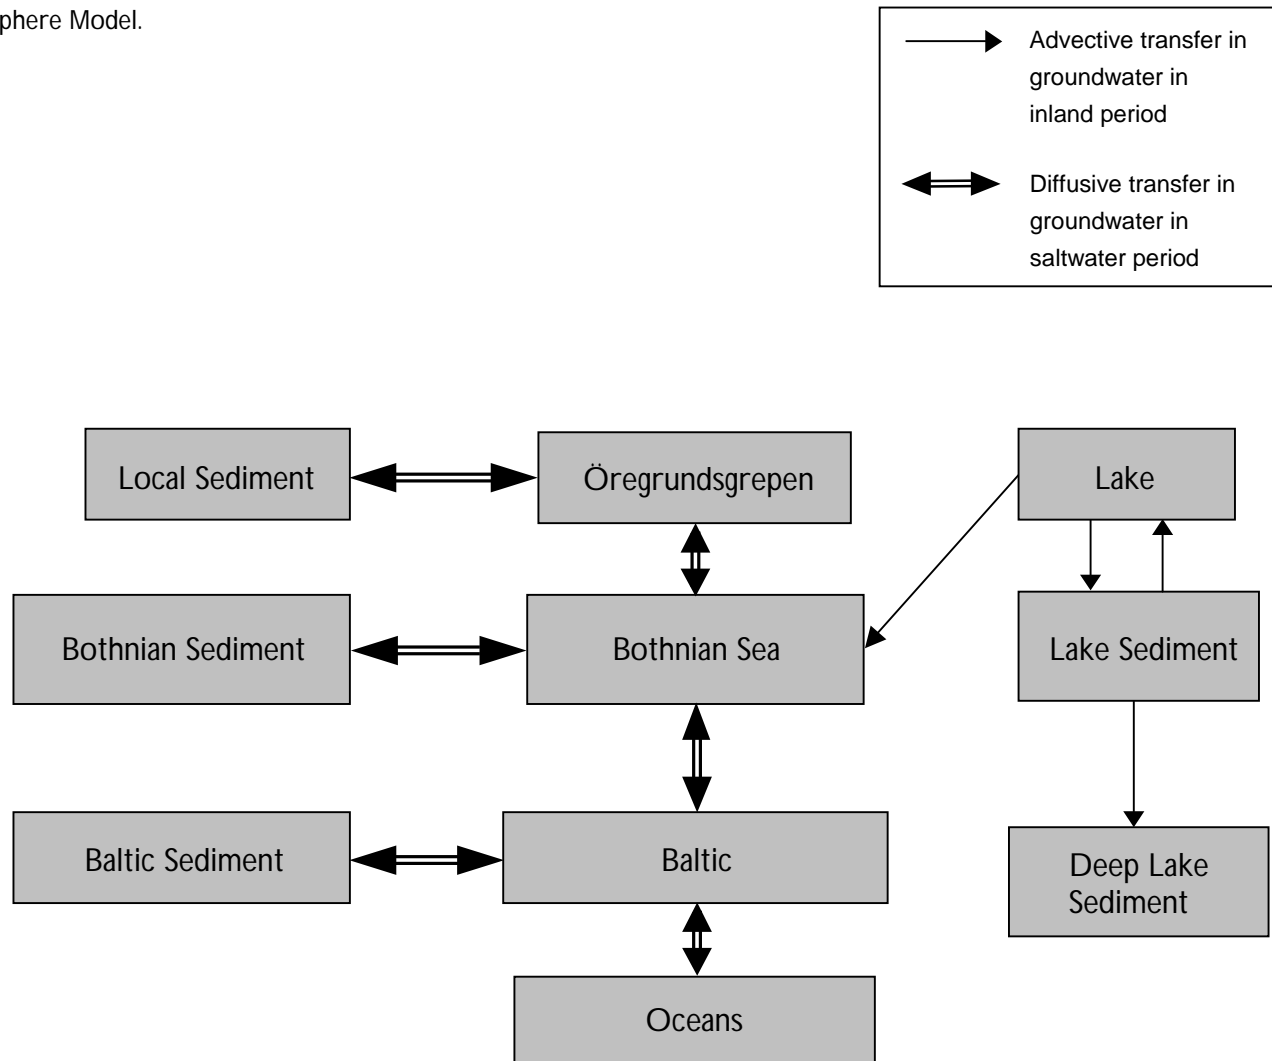 phere Model.
Advective transfer in
groundwater in
inland period
Diffusive transfer in
groundwater in
saltwater period
Local Sediment
Öregrundsgrepen
Lake
Bothnian Sediment
Bothnian Sea
Lake Sediment
Baltic Sediment
Baltic
Deep Lake
Sediment
Oceans